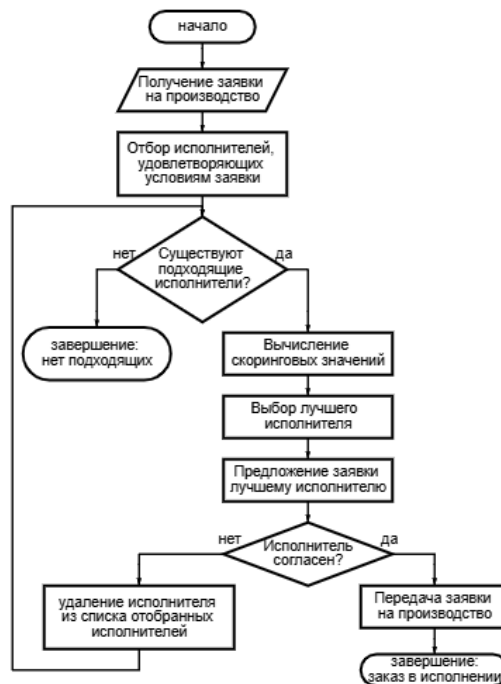 начало
Получение заявки
на производство
Отбор исполнителей,
удовлетворяющих
условиям заявки
нет
Существуют
подходящие
исполнители?
да
завершение:
нет подходящих
Вычисление
скоринговых значений
Выбор лучшего
исполнителя
Предложение заявки
лучшему исполнителю
нет
Исполнитель
согласен?
да
удаление исполнителя
из списка отобранных
исполнителей
Передача заявки
на производство
завершение:
заказ в исполнении